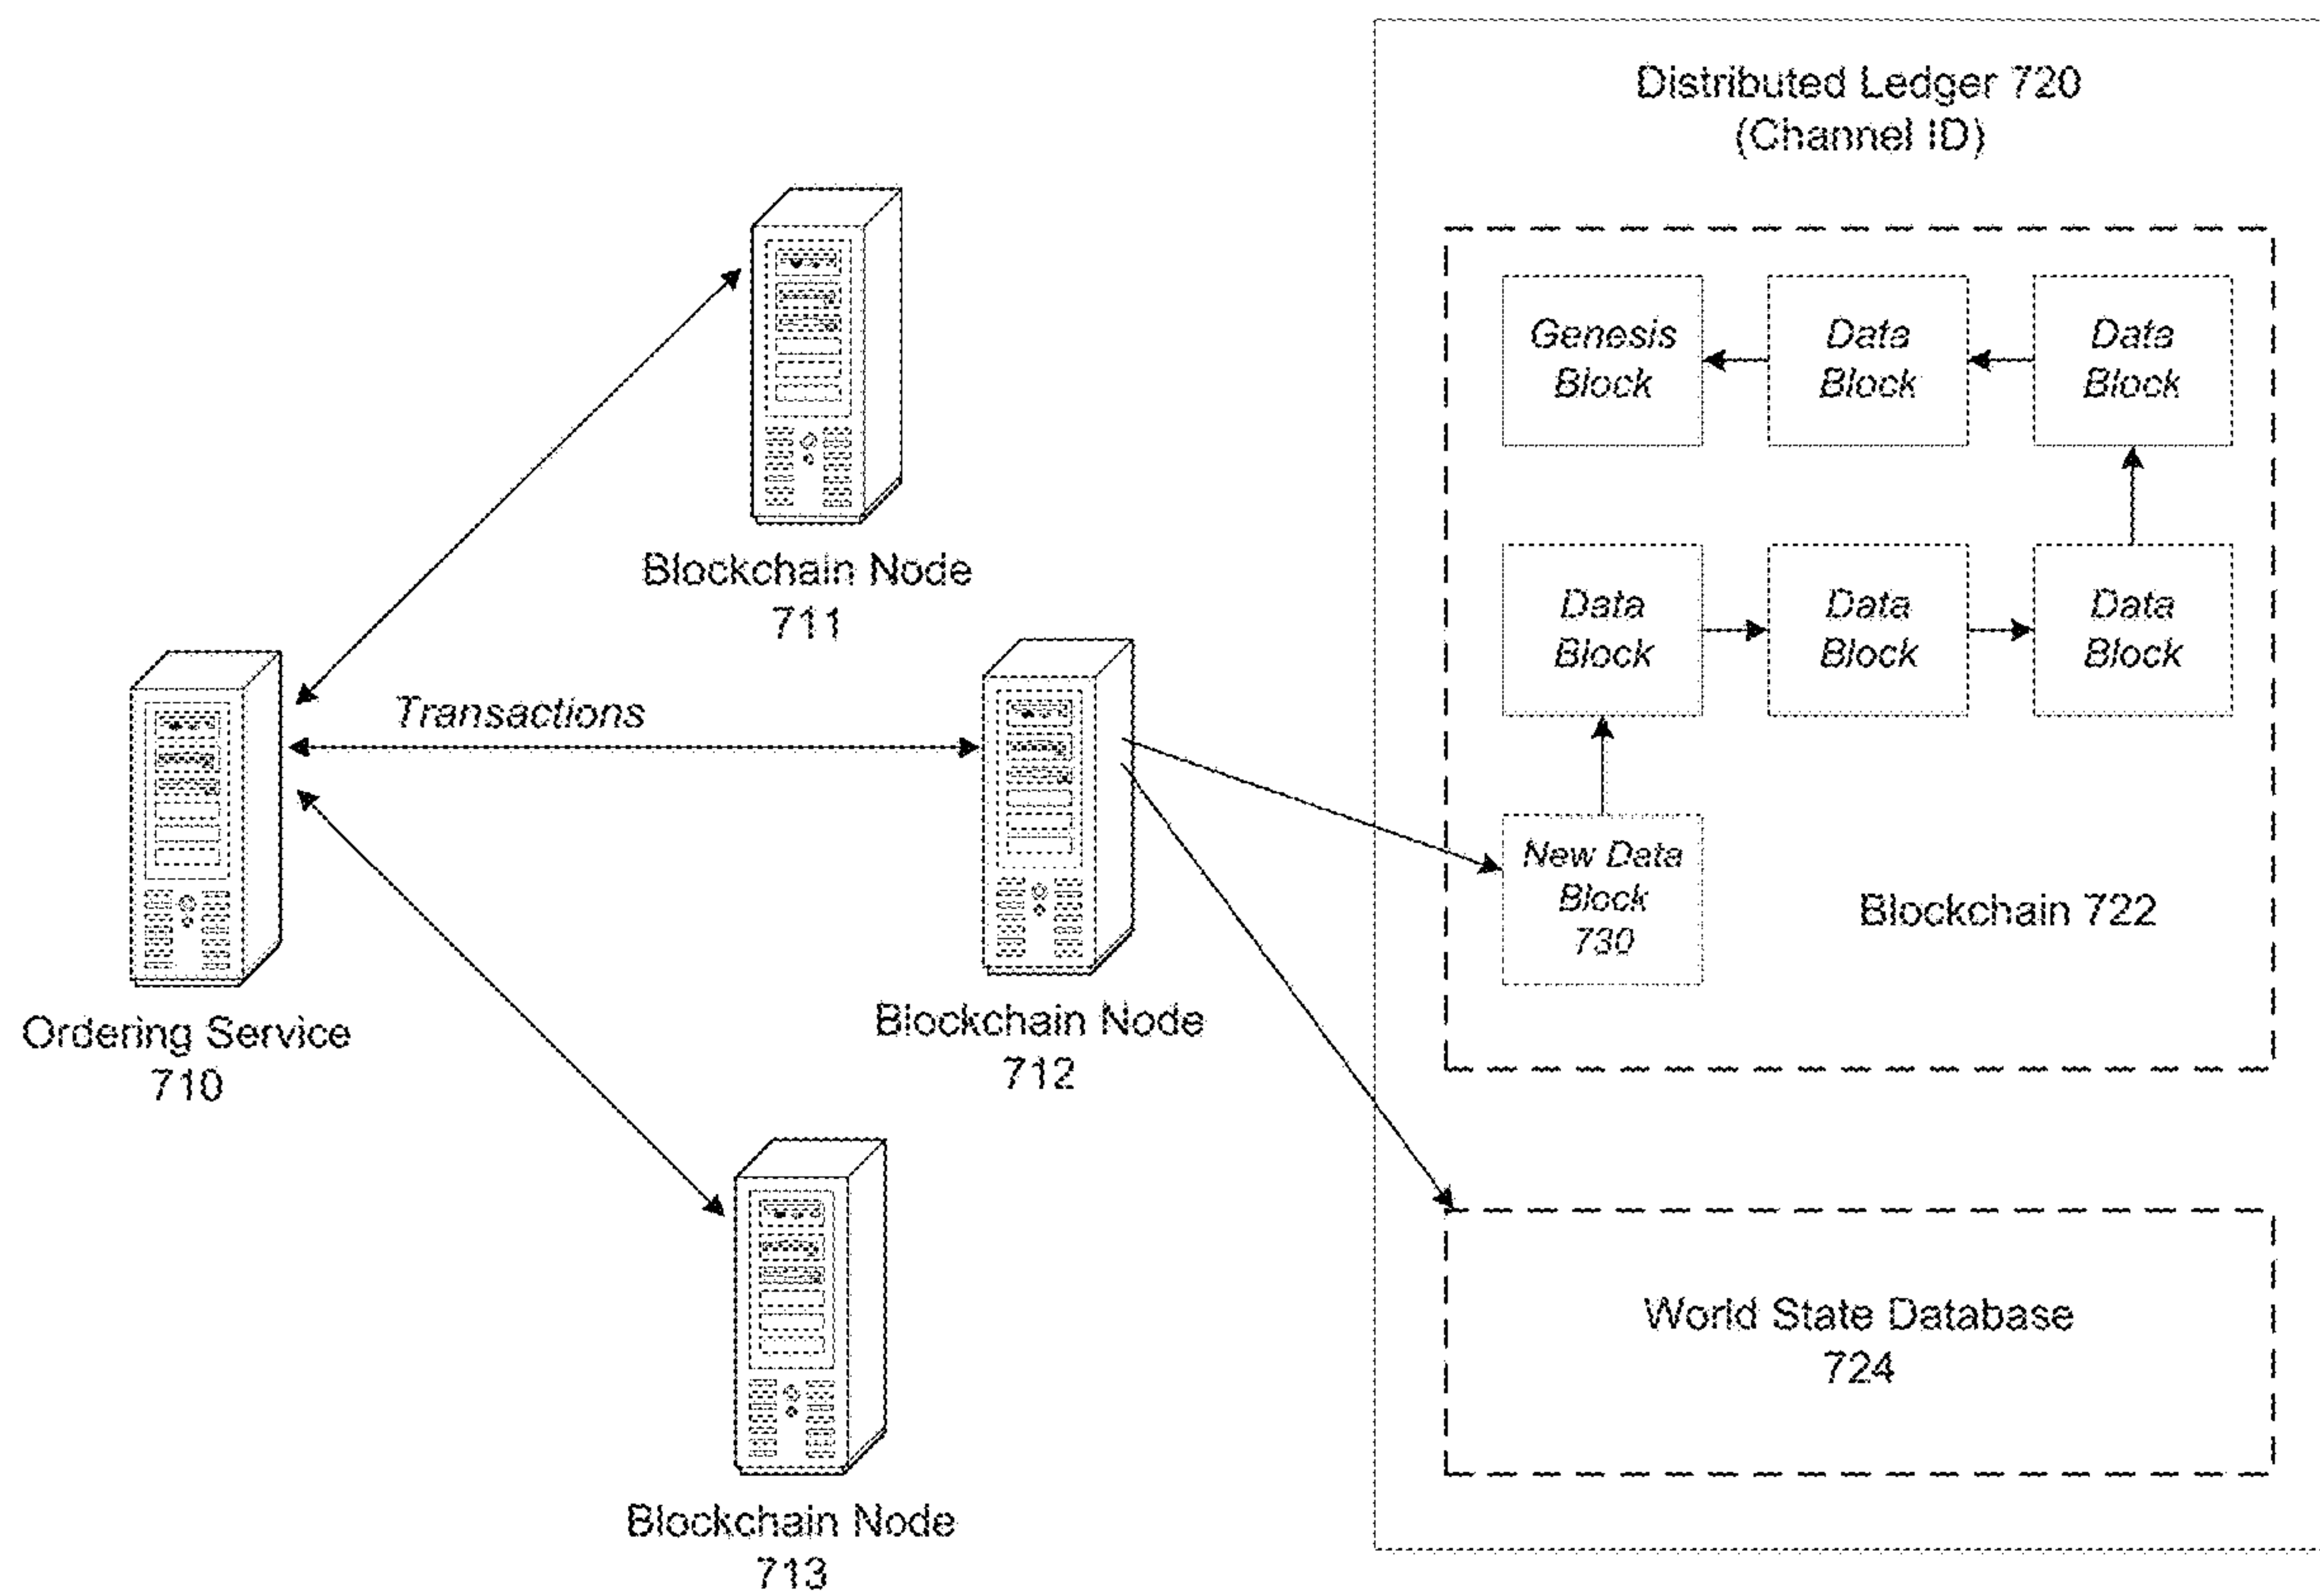 Distributed Ledger 720
(Channel ID)
Genesis
Block
Data
Block
Data
Block
Blockchain Node
711
Data
Block
Data
Block
Data
Block
Transactions
New Data
Block
730
Blockchain 722
Ordering Service
710
Blockchain Node
712
World State Database
724
Blockchain Node
713